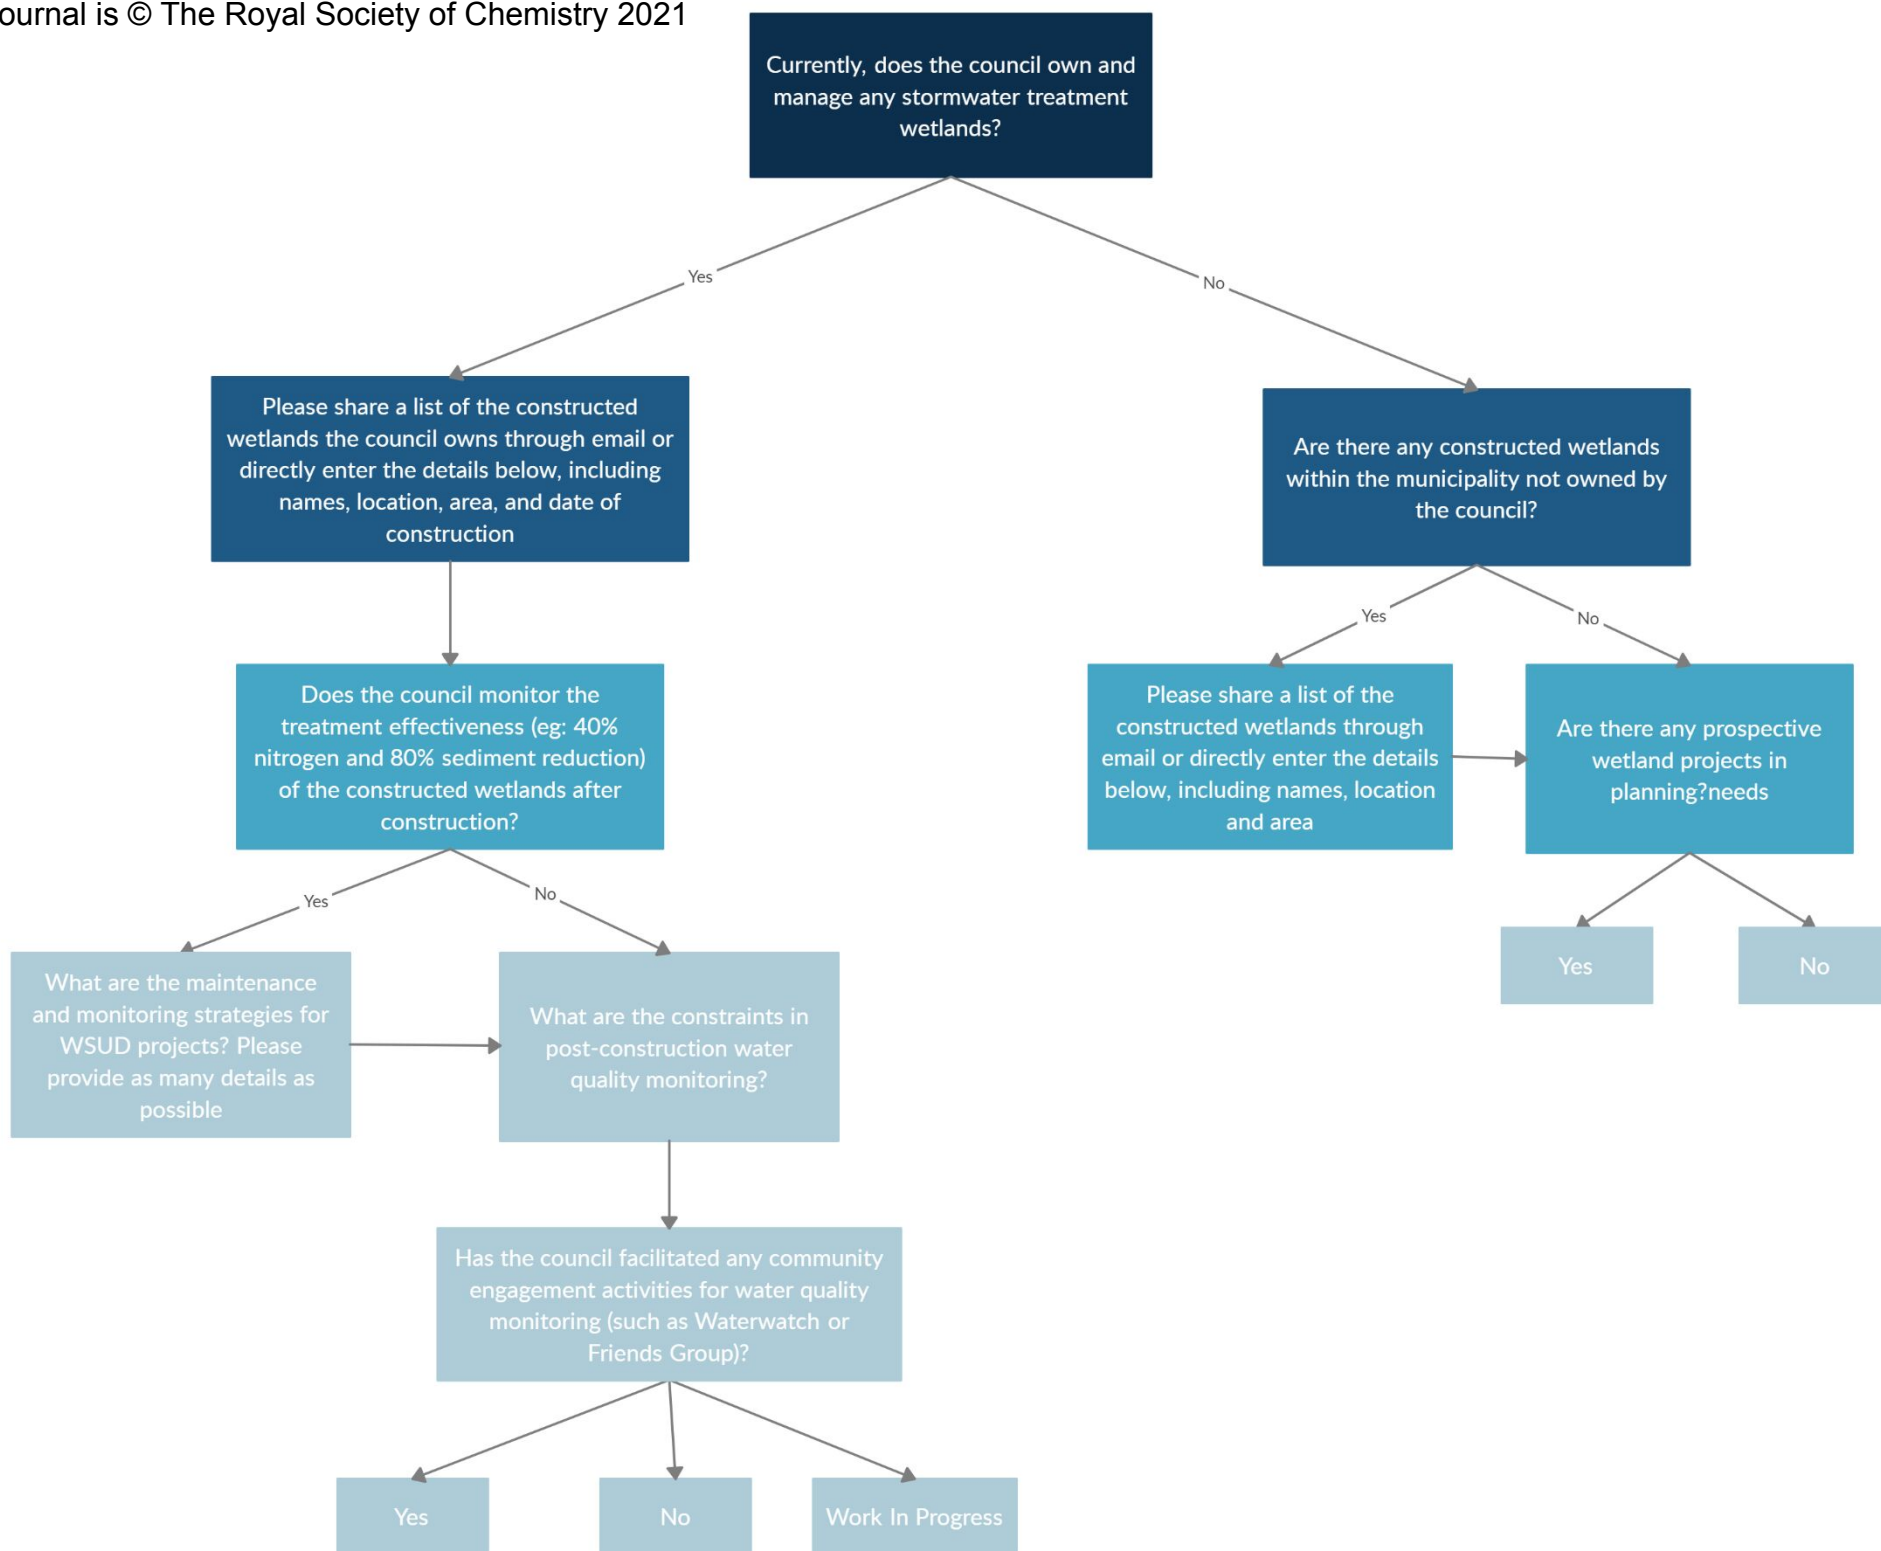 ournal is © The Royal Society of Chemistry 2021
Currently, does the council own and
manage any stormwater treatment
wetlands?
Yes
No
Please share a list of the constructed
wetlands the council owns through email or
directly enter the details below, including
names, location, area, and date of
construction
Are there any constructed wetlands
within the municipality not owned by
the council?
Yes
No
Does the council monitor the
treatment effectiveness (eg: 40%
nitrogen and 80% sediment reduction)
of the constructed wetlands after
construction?
Please share a list of the
constructed wetlands through
email or directly enter the details
below, including names, location
and area
Are there any prospective
wetland projects in
planning?needs
Yes
No
Yes
No
What are the maintenance
and monitoring strategies for
WSUD projects? Please
provide as many details as
possible
What are the constraints in
post-construction water
quality monitoring?
Has the council facilitated any community
engagement activities for water quality
monitoring (such as Waterwatch or
Friends Group)?
Yes
No
Work In Progress